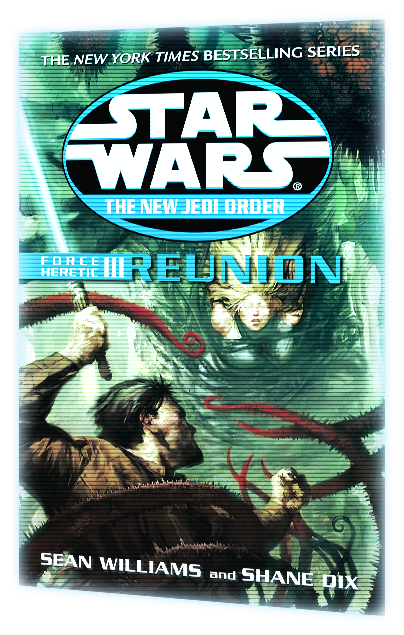 THE NEW YORK TIMES BESTSELLING SERIES
STAR
WARS®
THE NEW JEDI ORDER
FORCE
HERETIC III REUNION
SEAN WILLIAMS and SHANE DIX